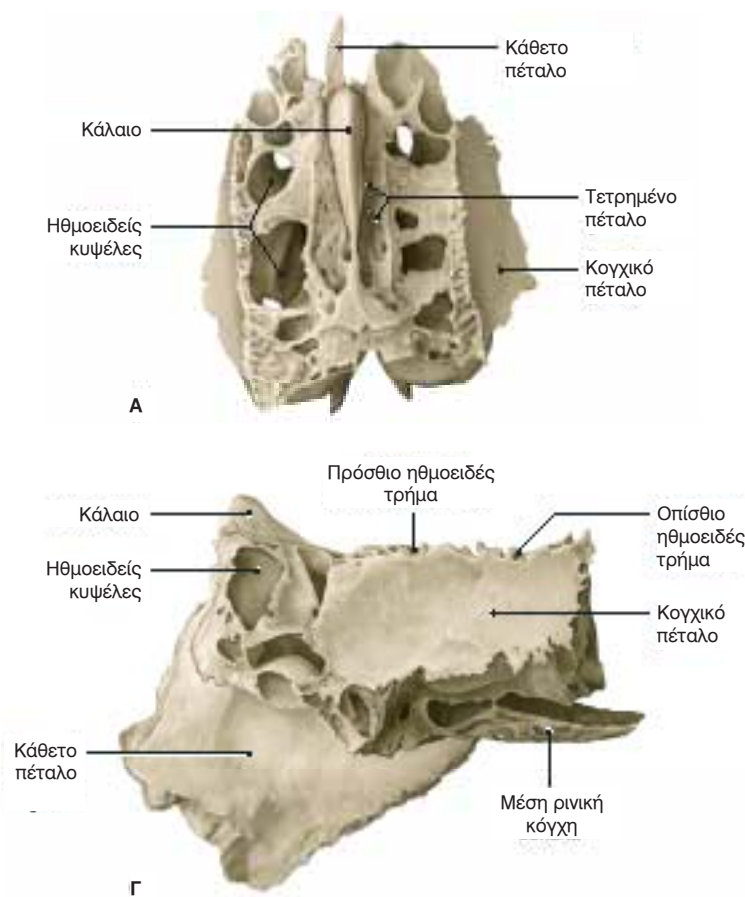 Κάθετο
πέταλο
Κάλαιο
Τετρημένο
πέταλο
Ηθμοειδείς
κυψέλες
Κογχικό
πέταλο
Α
Πρόσθιο ηθμοειδές
τρήμα
Κάλαιο
Οπίσθιο
ηθμοειδές
τρήμα
Ηθμοειδείς
κυψέλες
Κογχικό
πέταλο
Κάθετο
πέταλο
Μέση ρινική
κόγχη
Γ